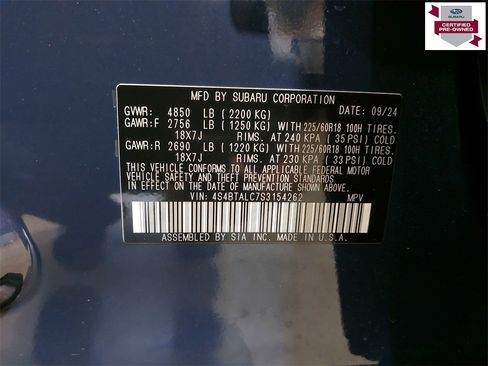 SUBARU
CERTIFIED
PRE-OWNED
MFD BY SUBARU CORPORATION
GVWR: 4850 LB (2200 KG) DATE: 09/24
GAWR:F 2756 LB (1250 KG) WITH 225/60R18 100H TIRES.
18X7J RIMS. AT 240 KPA (35 PSI) COLD
GAWR:R 2690 LB (1220 KG) WITH 225/60R18 100H TIRES.
18X7J RIMS. AT 230 KPA (33 PSI) COLD
THIS VEHICLE CONFORMS TO ALL APPLICABLE FEDERAL MOTOR
VEHICLE SAFETY AND THEFT PREVENTION STANDARDS IN EFFECT
ON THE DATE OF MANUFACTURE SHOWN ABOVE.
VIN: 4S4BTALC7S3154262 MPV
ASSEMBLED BY SIA INC. MADE IN U.S.A.